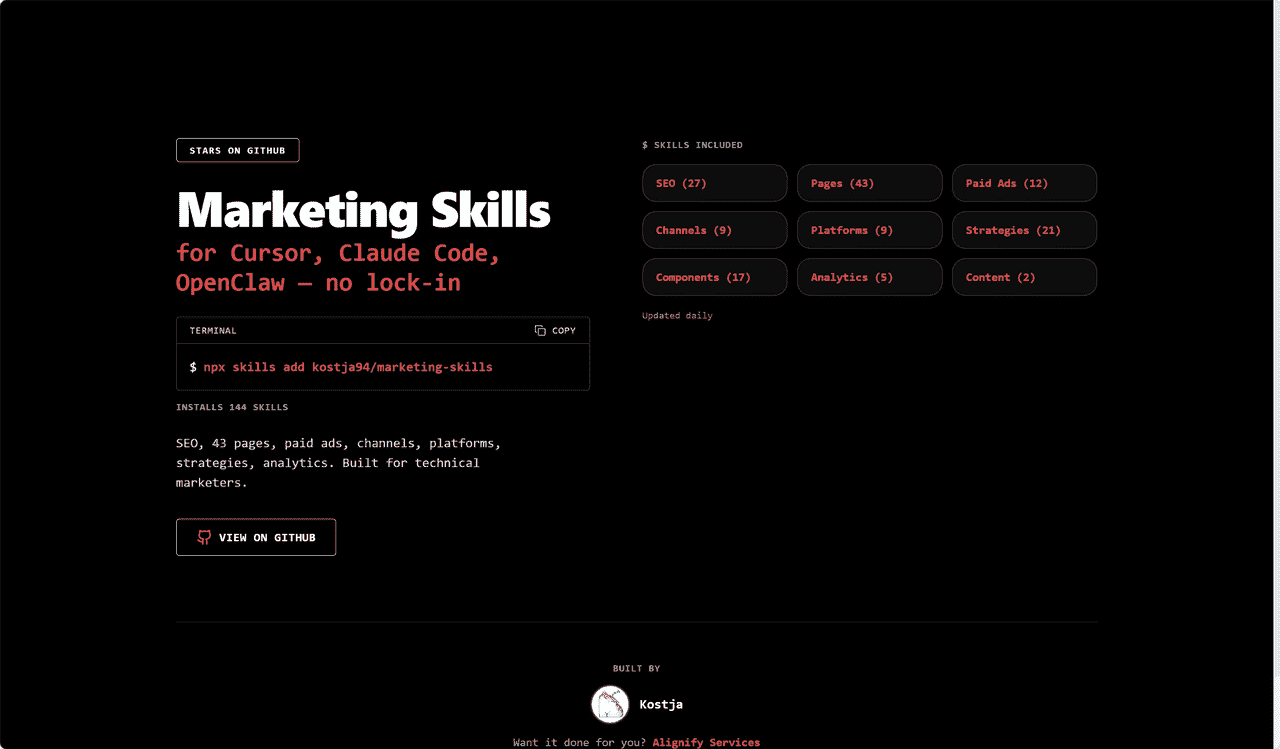 STARS ON GITHUB
Marketing Skills
for Cursor, Claude Code,
OpenClaw — no lock-in
TERMINAL
COPY
$ npx skills add kostja94/marketing-skills
INSTALLS 144 SKILLS
SEO, 43 pages, paid ads, channels, platforms,
strategies, analytics. Built for technical
marketers.
VIEW ON GITHUB
$ SKILLS INCLUDED
SEO (27)
Pages (43)
Paid Ads (12)
Channels (9)
Platforms (9)
Strategies (21)
Components (17)
Analytics (5)
Content (2)
Updated daily
BUILT BY
Kostja
Want it done for you? Alignify Services